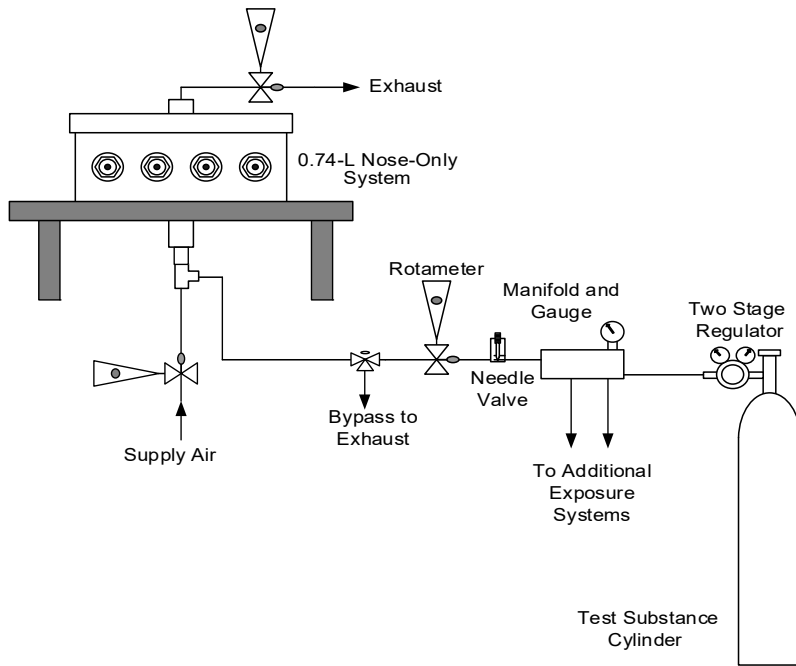 Exhaust
0.74-L Nose-Only
System
Rotameter
Manifold and
Gauge
Two Stage
Regulator
Needle
Valve
Bypass to
Exhaust
Supply Air
To Additional
Exposure
Systems
Test Substance
Cylinder